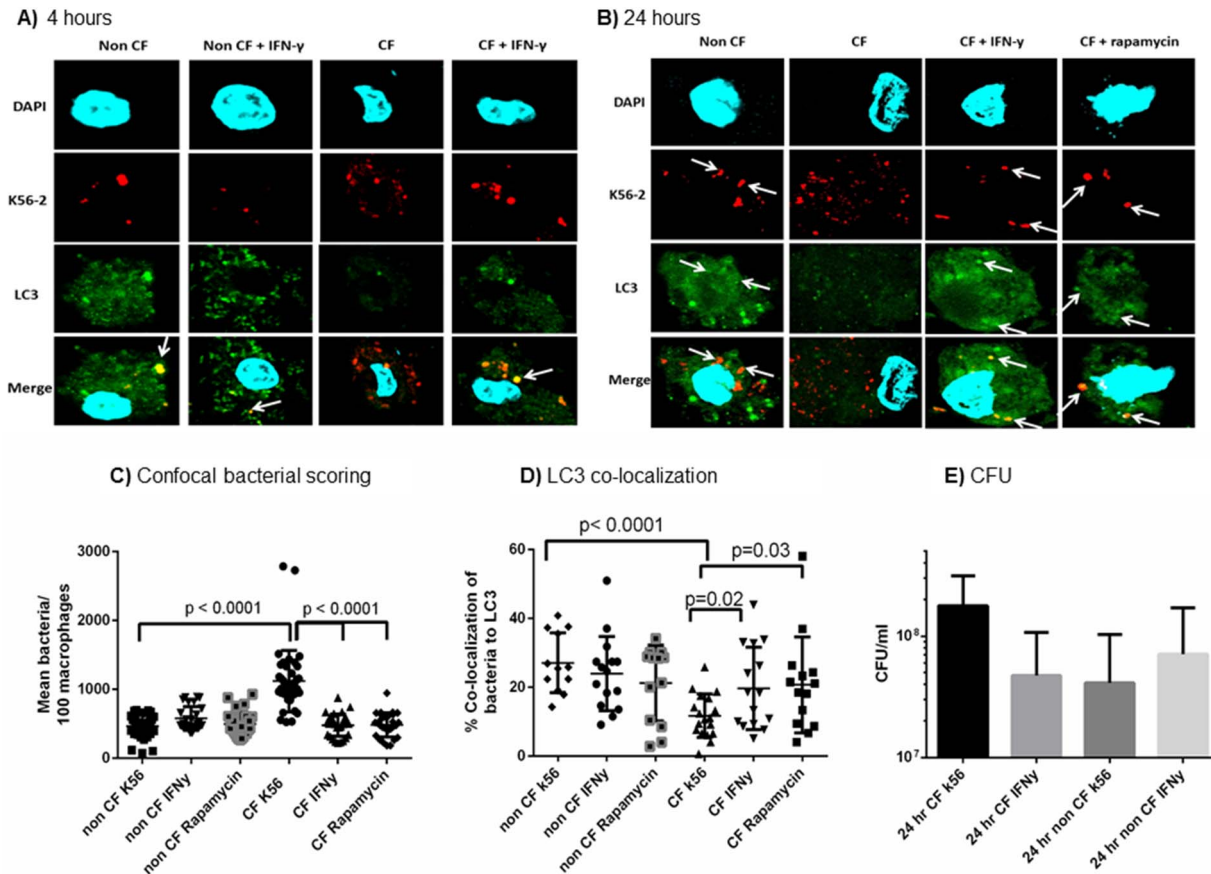 A) 4 hours
Non CF Non CF + IFN-γ CF CF + IFN-γ
DAPI
K56-2
LC3
Merge
B) 24 hours
Non CF CF CF + IFN-γ CF + rapamycin
DAPI
K56-2
LC3
Merge
C) Confocal bacterial scoring
Mean bacteria/
100 macrophages
3000
2000
1000
0
p < 0.0001 p < 0.0001
non CF K56
non CF IFNy
non CF Rapamycin
CF K56
CF IFNy
CF Rapamycin
D) LC3 co-localization
% Co-localization of
bacteria to LC3
60
40
20
0
p< 0.0001
p=0.03
p=0.02
non CF k56
non CF IFNy
non CF Rapamycin
CF k56
CF IFNy
CF Rapamycin
E) CFU
CFU/ml
10⁸
10⁷
24 hr CF K56
24 hr CF IFNy
24 hr non CF K56
24 hr non CF IFNy